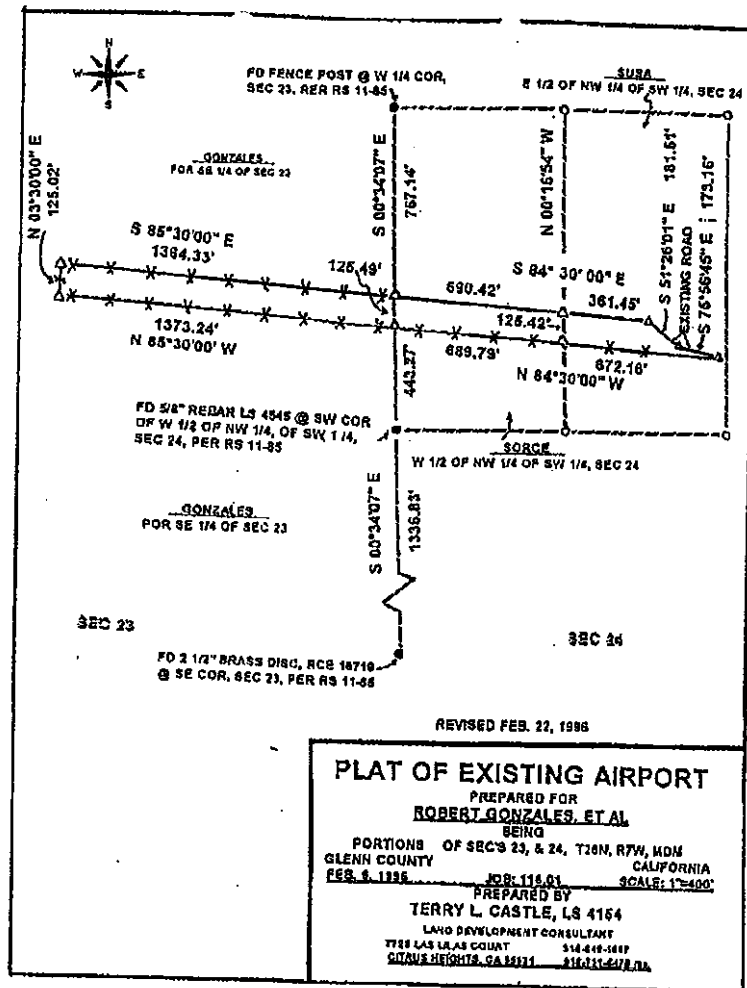 N
W E
S
FD FENCE POST @ W 1/4 COR,
SEC 23, PER RS 11-85
SUSA
E 1/2 OF NW 1/4 OF SW 1/4, SEC 24
GONZALES
POR SE 1/4 OF SEC 23
N 03°30'00" E
125.02'
S 85°30'00" E
1364.33'
S 00°34'07" E
767.14'
N 00°16'54" W
S 51°26'01" E 181.51'
EXISTING ROAD
S 75°56'45" E 173.16'
125.49'
S 84° 30' 00" E
690.42'
361.45'
125.42'
1373.24'
N 85°30'00" W
689.79'
672.16'
N 84°30'00" W
443.27'
FD 5/8" REBAR LS 4545 @ SW COR
OF W 1/2 OF NW 1/4, OF SW 1/4,
SEC 24, PER RS 11-85
SORCE
W 1/2 OF NW 1/4 OF SW 1/4, SEC 24
GONZALES
POR SE 1/4 OF SEC 23
S 00°34'07" E
1336.83'
SEC 23
SEC 24
FD 2 1/2" BRASS DISC, RCE
@ SE COR, SEC 23, PER RS 11-85
REVISED FEB. 22, 1996
PLAT OF EXISTING AIRPORT
PREPARED FOR
ROBERT GONZALES, ET AL
BEING
PORTIONS OF SEC'S 23, & 24, R7W, MDM
GLENN COUNTY CALIFORNIA
FEB. 1996 JOB: 114.01 SCALE: 1"=400'
PREPARED BY
TERRY L. CASTLE, LS 4154
LAND DEVELOPMENT CONSULTANT
LAS LILAS COURT
CITRUS HEIGHTS, CA